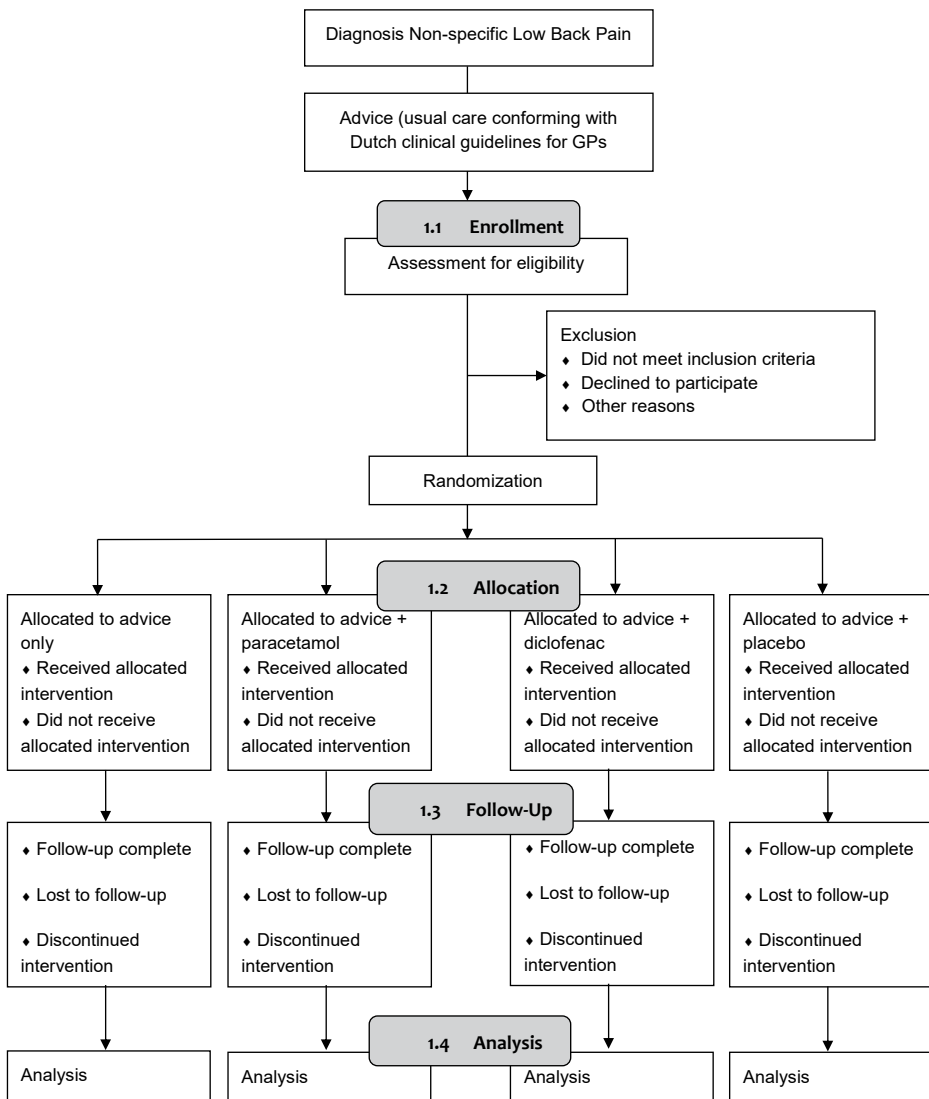 Diagnosis Non-specific Low Back Pain
Advice (usual care conforming with
Dutch clinical guidelines for GPs
1.1 Enrollment
Assessment for eligibility
Exclusion
♦ Did not meet inclusion criteria
♦ Declined to participate
♦ Other reasons
Randomization
1.2 Allocation
Allocated to advice
only
♦ Received allocated
intervention
♦ Did not receive
allocated intervention
Allocated to advice +
paracetamol
♦ Received allocated
intervention
♦ Did not receive
allocated intervention
Allocated to advice +
diclofenac
♦ Received allocated
intervention
♦ Did not receive
allocated intervention
Allocated to advice +
placebo
♦ Received allocated
intervention
♦ Did not receive
allocated intervention
1.3 Follow-Up
♦ Follow-up complete
♦ Lost to follow-up
♦ Discontinued
intervention
♦ Follow-up complete
♦ Lost to follow-up
♦ Discontinued
intervention
♦ Follow-up complete
♦ Lost to follow-up
♦ Discontinued
intervention
♦ Follow-up complete
♦ Lost to follow-up
♦ Discontinued
intervention
1.4 Analysis
Analysis
Analysis
Analysis
Analysis